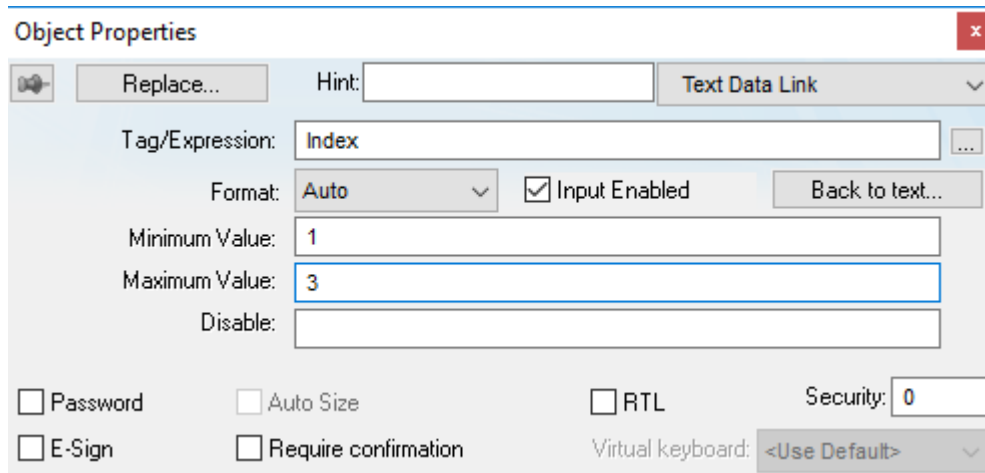 Object Properties x
Replace... Hint: Text Data Link
Tag/Expression: Index ...
Format: Auto Input Enabled Back to text...
Minimum Value: 1
Maximum Value: 3
Disable:
Password Auto Size RTL Security: 0
E-Sign Require confirmation Virtual keyboard: <Use Default>